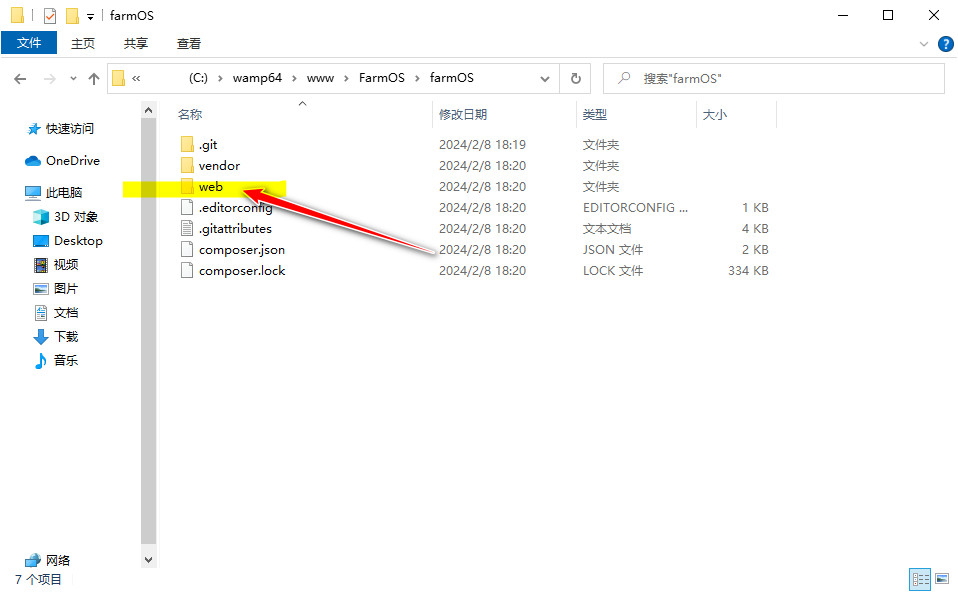 farmOS
文件 主页 共享 查看
« (C:) › wamp64 › www › FarmOS › farmOS 搜索"farmOS"
名称 修改日期 类型 大小
快速访问
OneDrive
此电脑
3D 对象
Desktop
视频
图片
文档
下载
音乐
网络
.git 2024/2/8 18:19 文件夹
vendor 2024/2/8 18:20 文件夹
web 2024/2/8 18:20 文件夹
.editorconfig 2024/2/8 18:20 EDITORCONFIG ... 1 KB
.gitattributes 2024/2/8 18:20 文本文档 4 KB
composer.json 2024/2/8 18:20 JSON 文件 2 KB
composer.lock 2024/2/8 18:20 LOCK 文件 334 KB
7 个项目